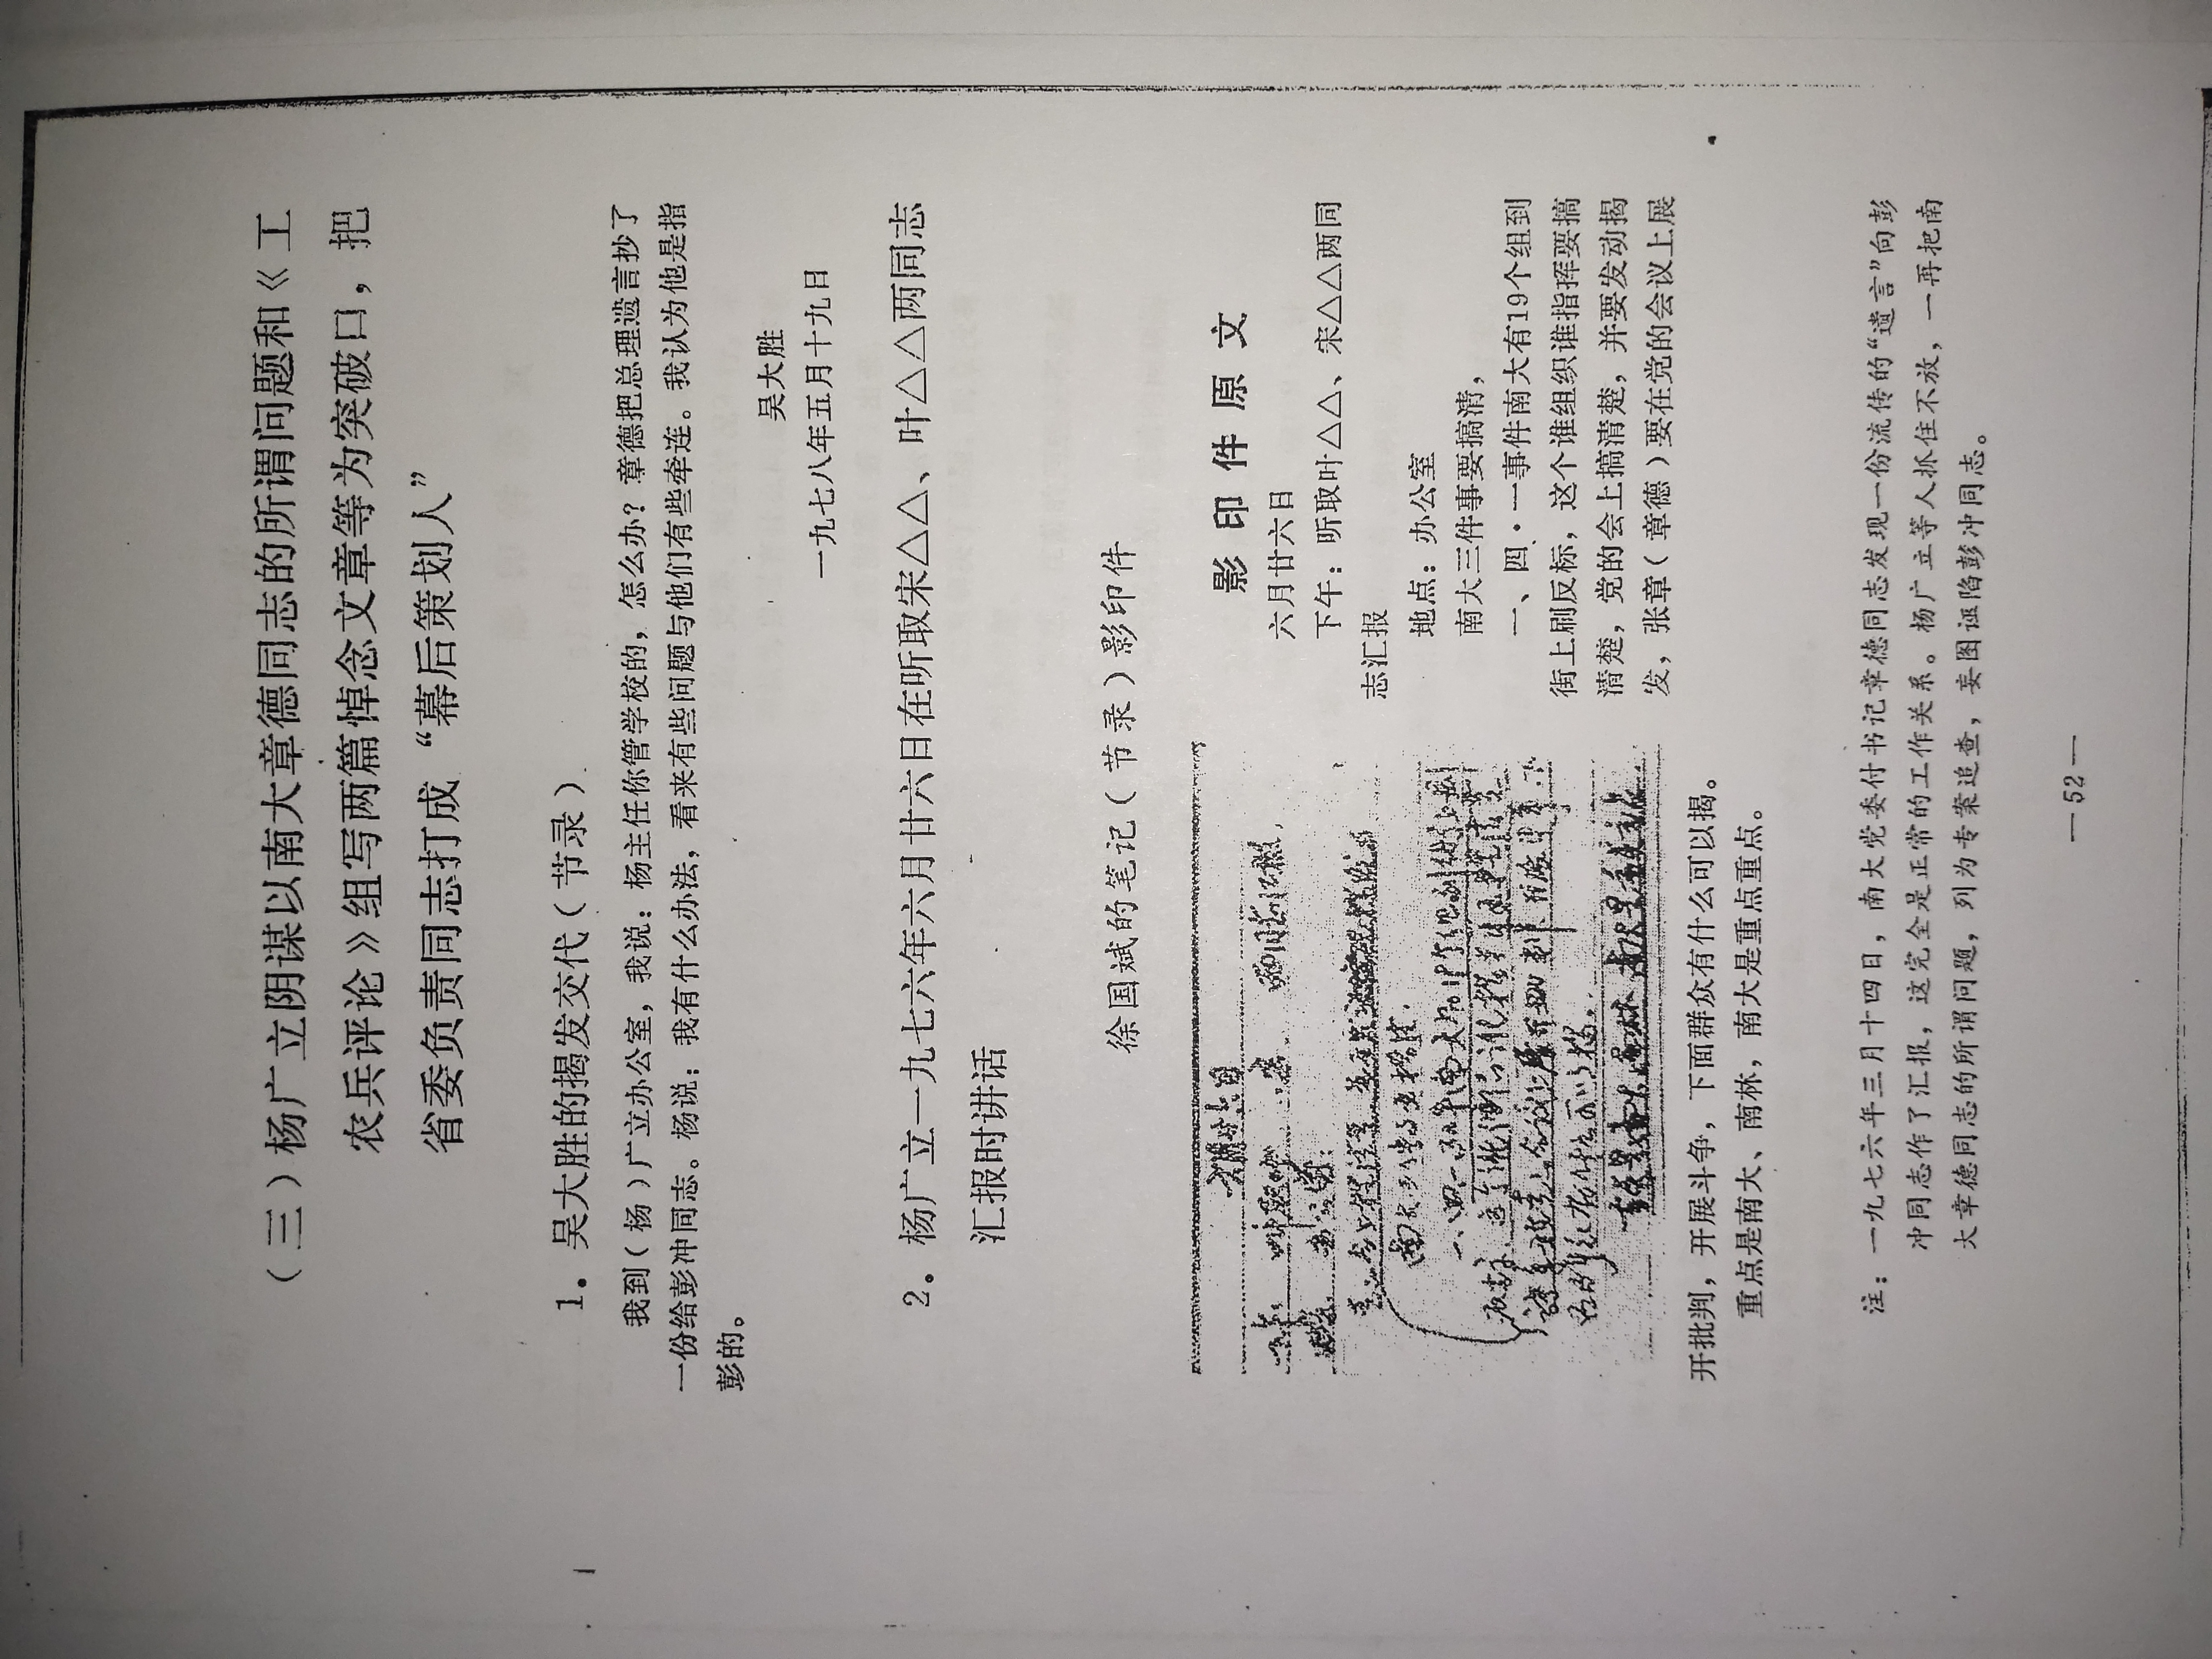 （三）杨广立阴谋以南大章德同志的所谓问题和《工
农兵评论》组写两篇悼念文章等为突破口，把
省委负责同志打成“幕后策划人”
1．吴大胜的揭发交代（节录）
我到（杨）广立办公室，我说：杨主任你管学校的，怎么办？章德把总理遗言抄了
一份给彭冲同志。杨说：我有什么办法，看来有些问题与他们有些牵连。我认为他是指
彭的。
吴大胜
一九七八年五月十九日
2．杨广立一九七六年六月廿六日在听取宋△△、叶△△两同志
汇报时讲话
徐国斌的笔记（节录）影印件
六月廿六日
南大三件事要搞清.
影印件原文
六月廿六日
下午：听取叶△△、宋△△两同
志汇报
地点：办公室
南大三件事要搞清，
一、四·一事件南大有19个组到
街上刷反标，这个谁组织谁指挥要搞
清楚，党的会上搞清楚，并要发动揭
发，张章（章德）要在党的会议上展
开批判，开展斗争，下面群众有什么可以揭。
重点是南大、南林，南大是重点重点。
注：一九七六年三月十四日，南大党委付书记章德同志发现一份流传的“遗言”向彭
冲同志作了汇报，这完全是正常的工作关系。杨广立等人抓住不放，一再把南
大章德同志的所谓问题，列为专案追查，妄图诬陷彭冲同志。
—52—